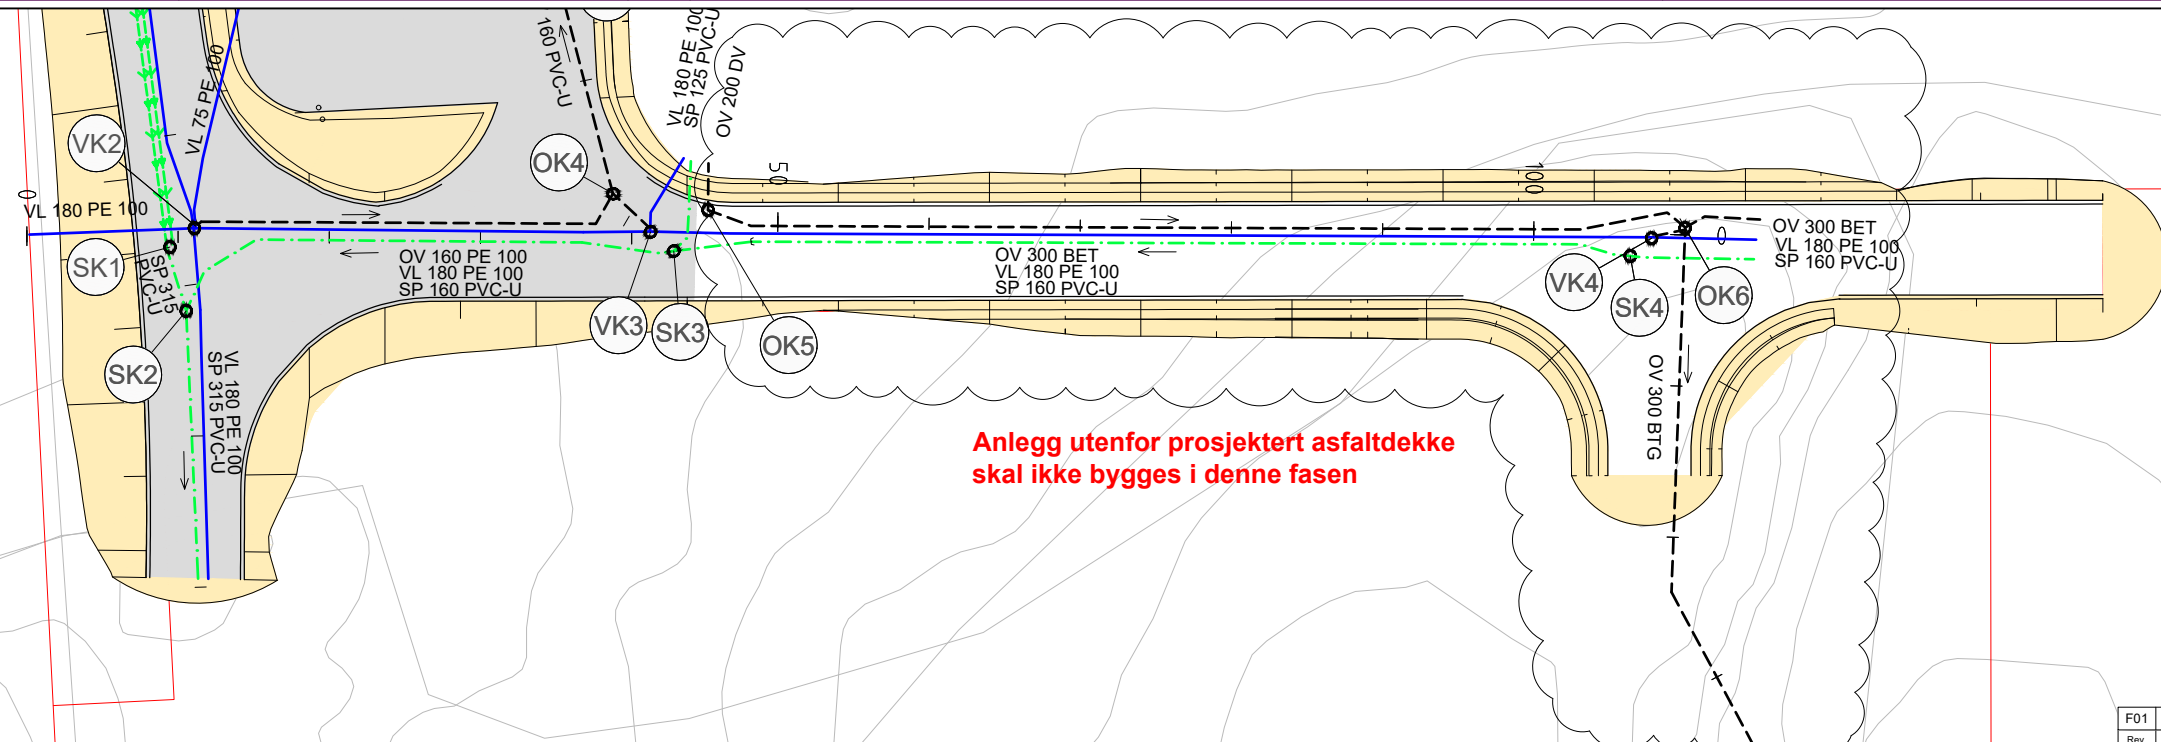 160 PVC-U
VL 180 PE 100
SP 125 PVC-U
OV 200 DV
VL 75 PE 100
VK2
OK4
50
100
0
VL 180 PE 100
SK1
SP 315
PVC-U
OV 160 PE 100
VL 180 PE 100
SP 160 PVC-U
OV 300 BET
VL 180 PE 100
SP 160 PVC-U
0
OV 300 BET
VL 180 PE 100
SP 160 PVC-U
VK4
SK4
OK6
VK3
SK3
OK5
SK2
VL 180 PE 100
SP 315 PVC-U
OV 300 BTG
Anlegg utenfor prosjektert asfaltdekke
skal ikke bygges i denne fasen
F01
Rev.